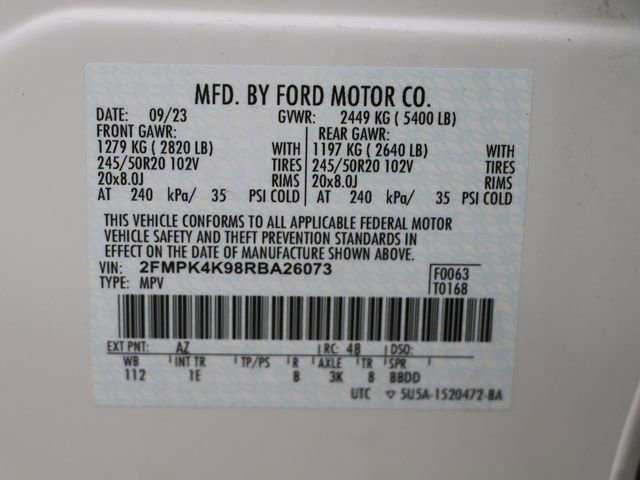 MFD. BY FORD MOTOR CO.
DATE: 09/23 GVWR: 2449 KG ( 5400 LB)
FRONT GAWR: REAR GAWR:
1279 KG ( 2820 LB) WITH 1197 KG ( 2640 LB) WITH
245/50R20 102V TIRES 245/50R20 102V TIRES
20x8.0J RIMS 20x8.0J RIMS
AT 240 kPa/ 35 PSI COLD AT 240 kPa/ 35 PSI COLD
THIS VEHICLE CONFORMS TO ALL APPLICABLE FEDERAL MOTOR
VEHICLE SAFETY AND THEFT PREVENTION STANDARDS IN
EFFECT ON THE DATE OF MANUFACTURE SHOWN ABOVE.
VIN: 2FMPK4K98RBA26073 F0063
TYPE: MPV T0168
EXT PNT: AZ RC: 48 DSO:
WB INT TR TP/PS R AXLE TR SPR
112 1E B 3K 8 BBDD
UTC ▽ 5U5A-1520472-BA